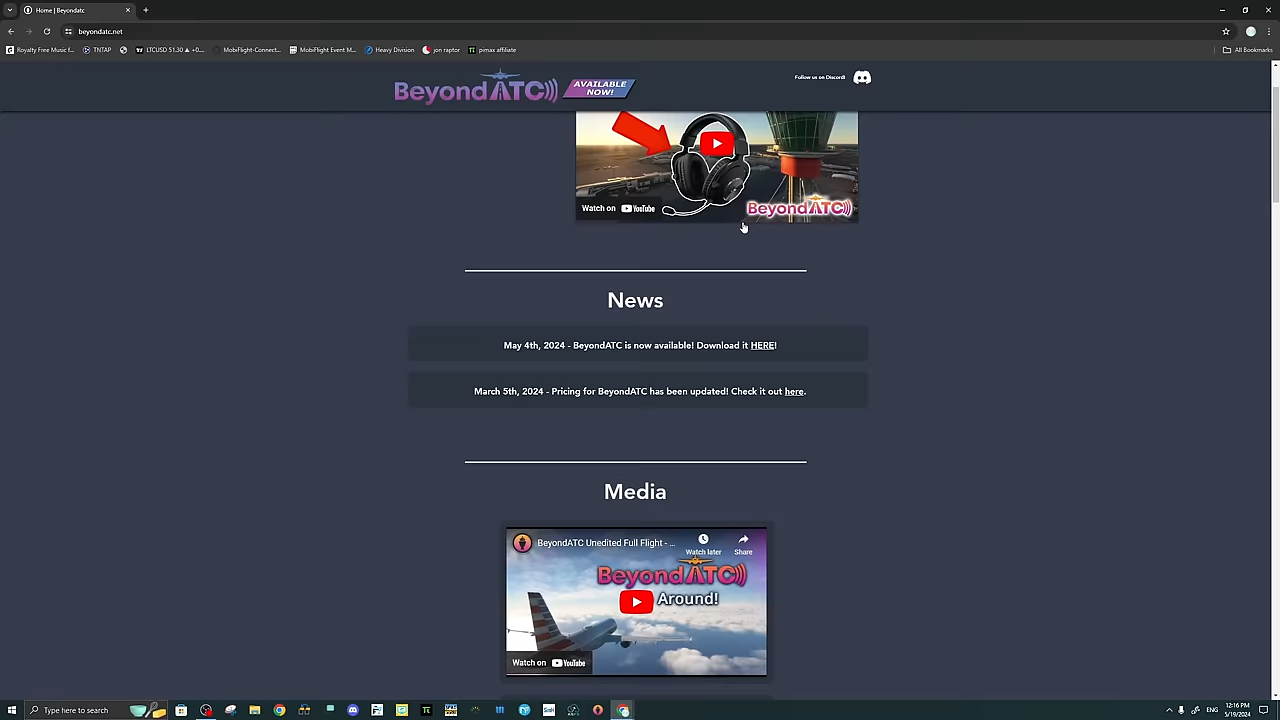 Home | Beyondatc
beyondatc.net
Royalty Free Music f...
TNTAP
LTCUSD 51.30 ▲ +0...
MobiFlight-Connect...
MobiFlight Event M...
Heavy Division
jon raptor
pimax affiliate
All Bookmarks
BeyondATC
AVAILABLE
NOW!
Follow us on Discord!
Watch on YouTube
BeyondATC
News
May 4th, 2024 - BeyondATC is now available! Download it HERE!
March 5th, 2024 - Pricing for BeyondATC has been updated! Check it out here.
Media
BeyondATC Unedited Full Flight - ...
Watch later
Share
BeyondATC
Around!
Watch on YouTube
Type here to search
ENG
12:16 PM
5/19/2024